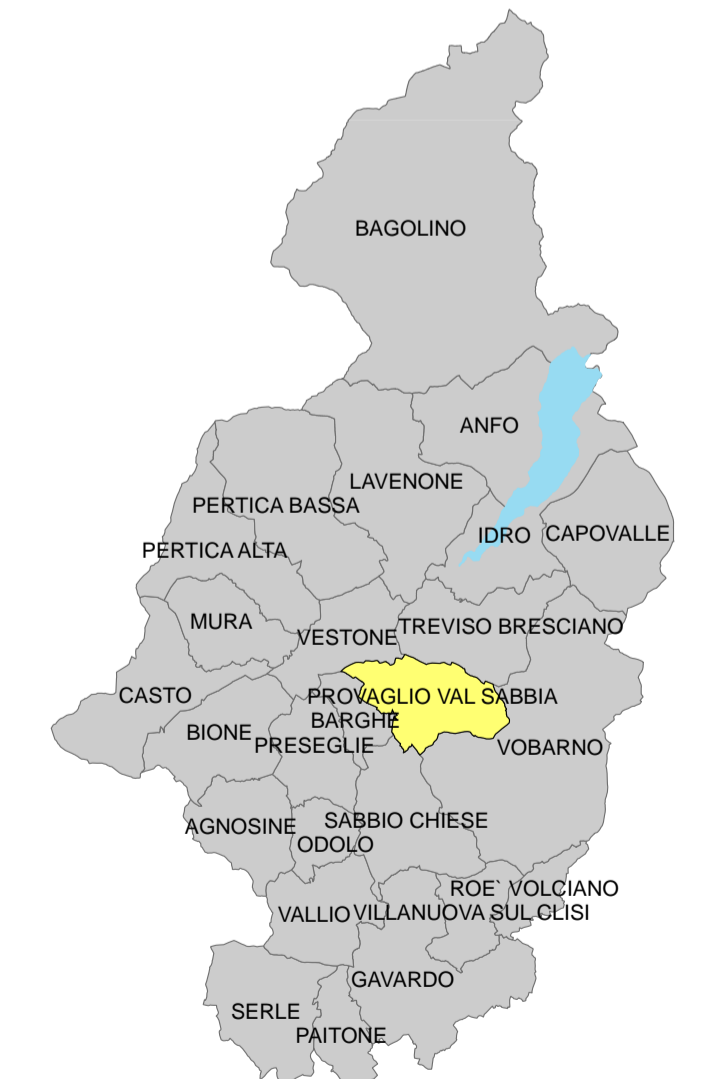 BAGOLINO
ANFO
LAVENONE
PERTICA BASSA
IDRO
CAPOVALLE
PERTICA ALTA
MURA
TREVISO BRESCIANO
VESTONE
CASTO
PROVAGLIO VAL SABBIA
BARGHE
BIONE
PRESEGLIE
VOBARNO
SABBIO CHIESE
AGNOSINE
ODOLO
ROE` VOLCIANO
VALLIO
VILLANUOVA SUL CLISI
GAVARDO
SERLE
PAITONE